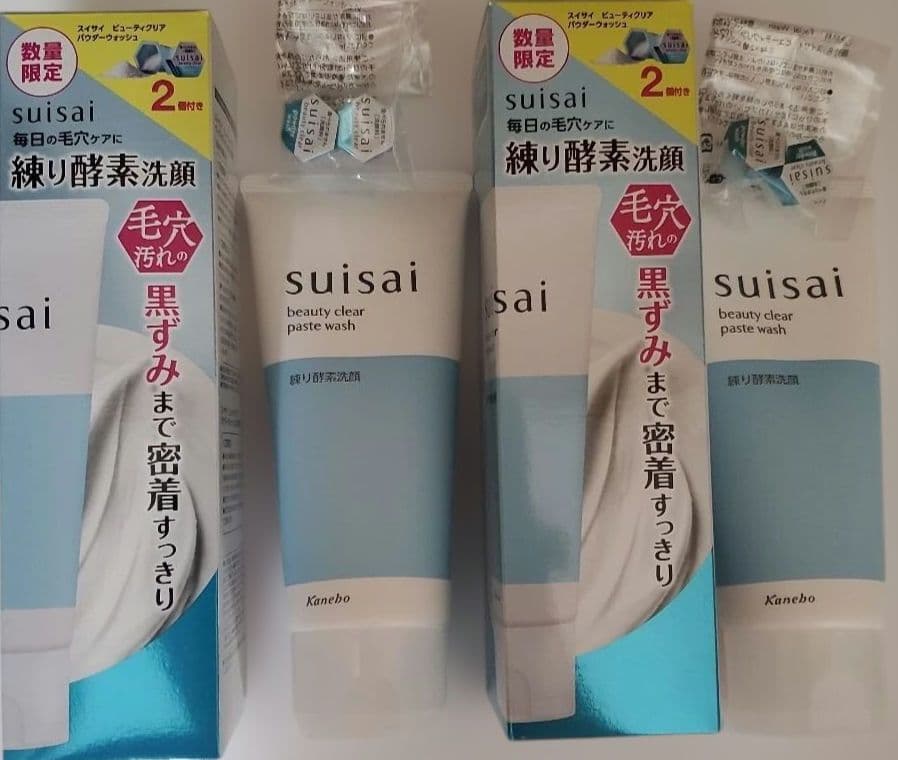 スイサイ ビューティクリア
パウダーウォッシュ
数量
限定
suisai
2個付き
suisai
毎日の毛穴ケアに
練り酵素洗顔
毛穴
汚れの
黒ずみまで密着すっきり
sai
suisai
suisai
suisai
beauty clear
paste wash
練り酵素洗顔
Kanebo
スイサイ ビューティクリア
パウダーウォッシュ
数量
限定
suisai
2個付き
suisai
毎日の毛穴ケアに
練り酵素洗顔
毛穴
汚れの
黒ずみまで密着すっきり
sai
suisai
suisai
suisai
beauty clear
paste wash
練り酵素洗顔
Kanebo